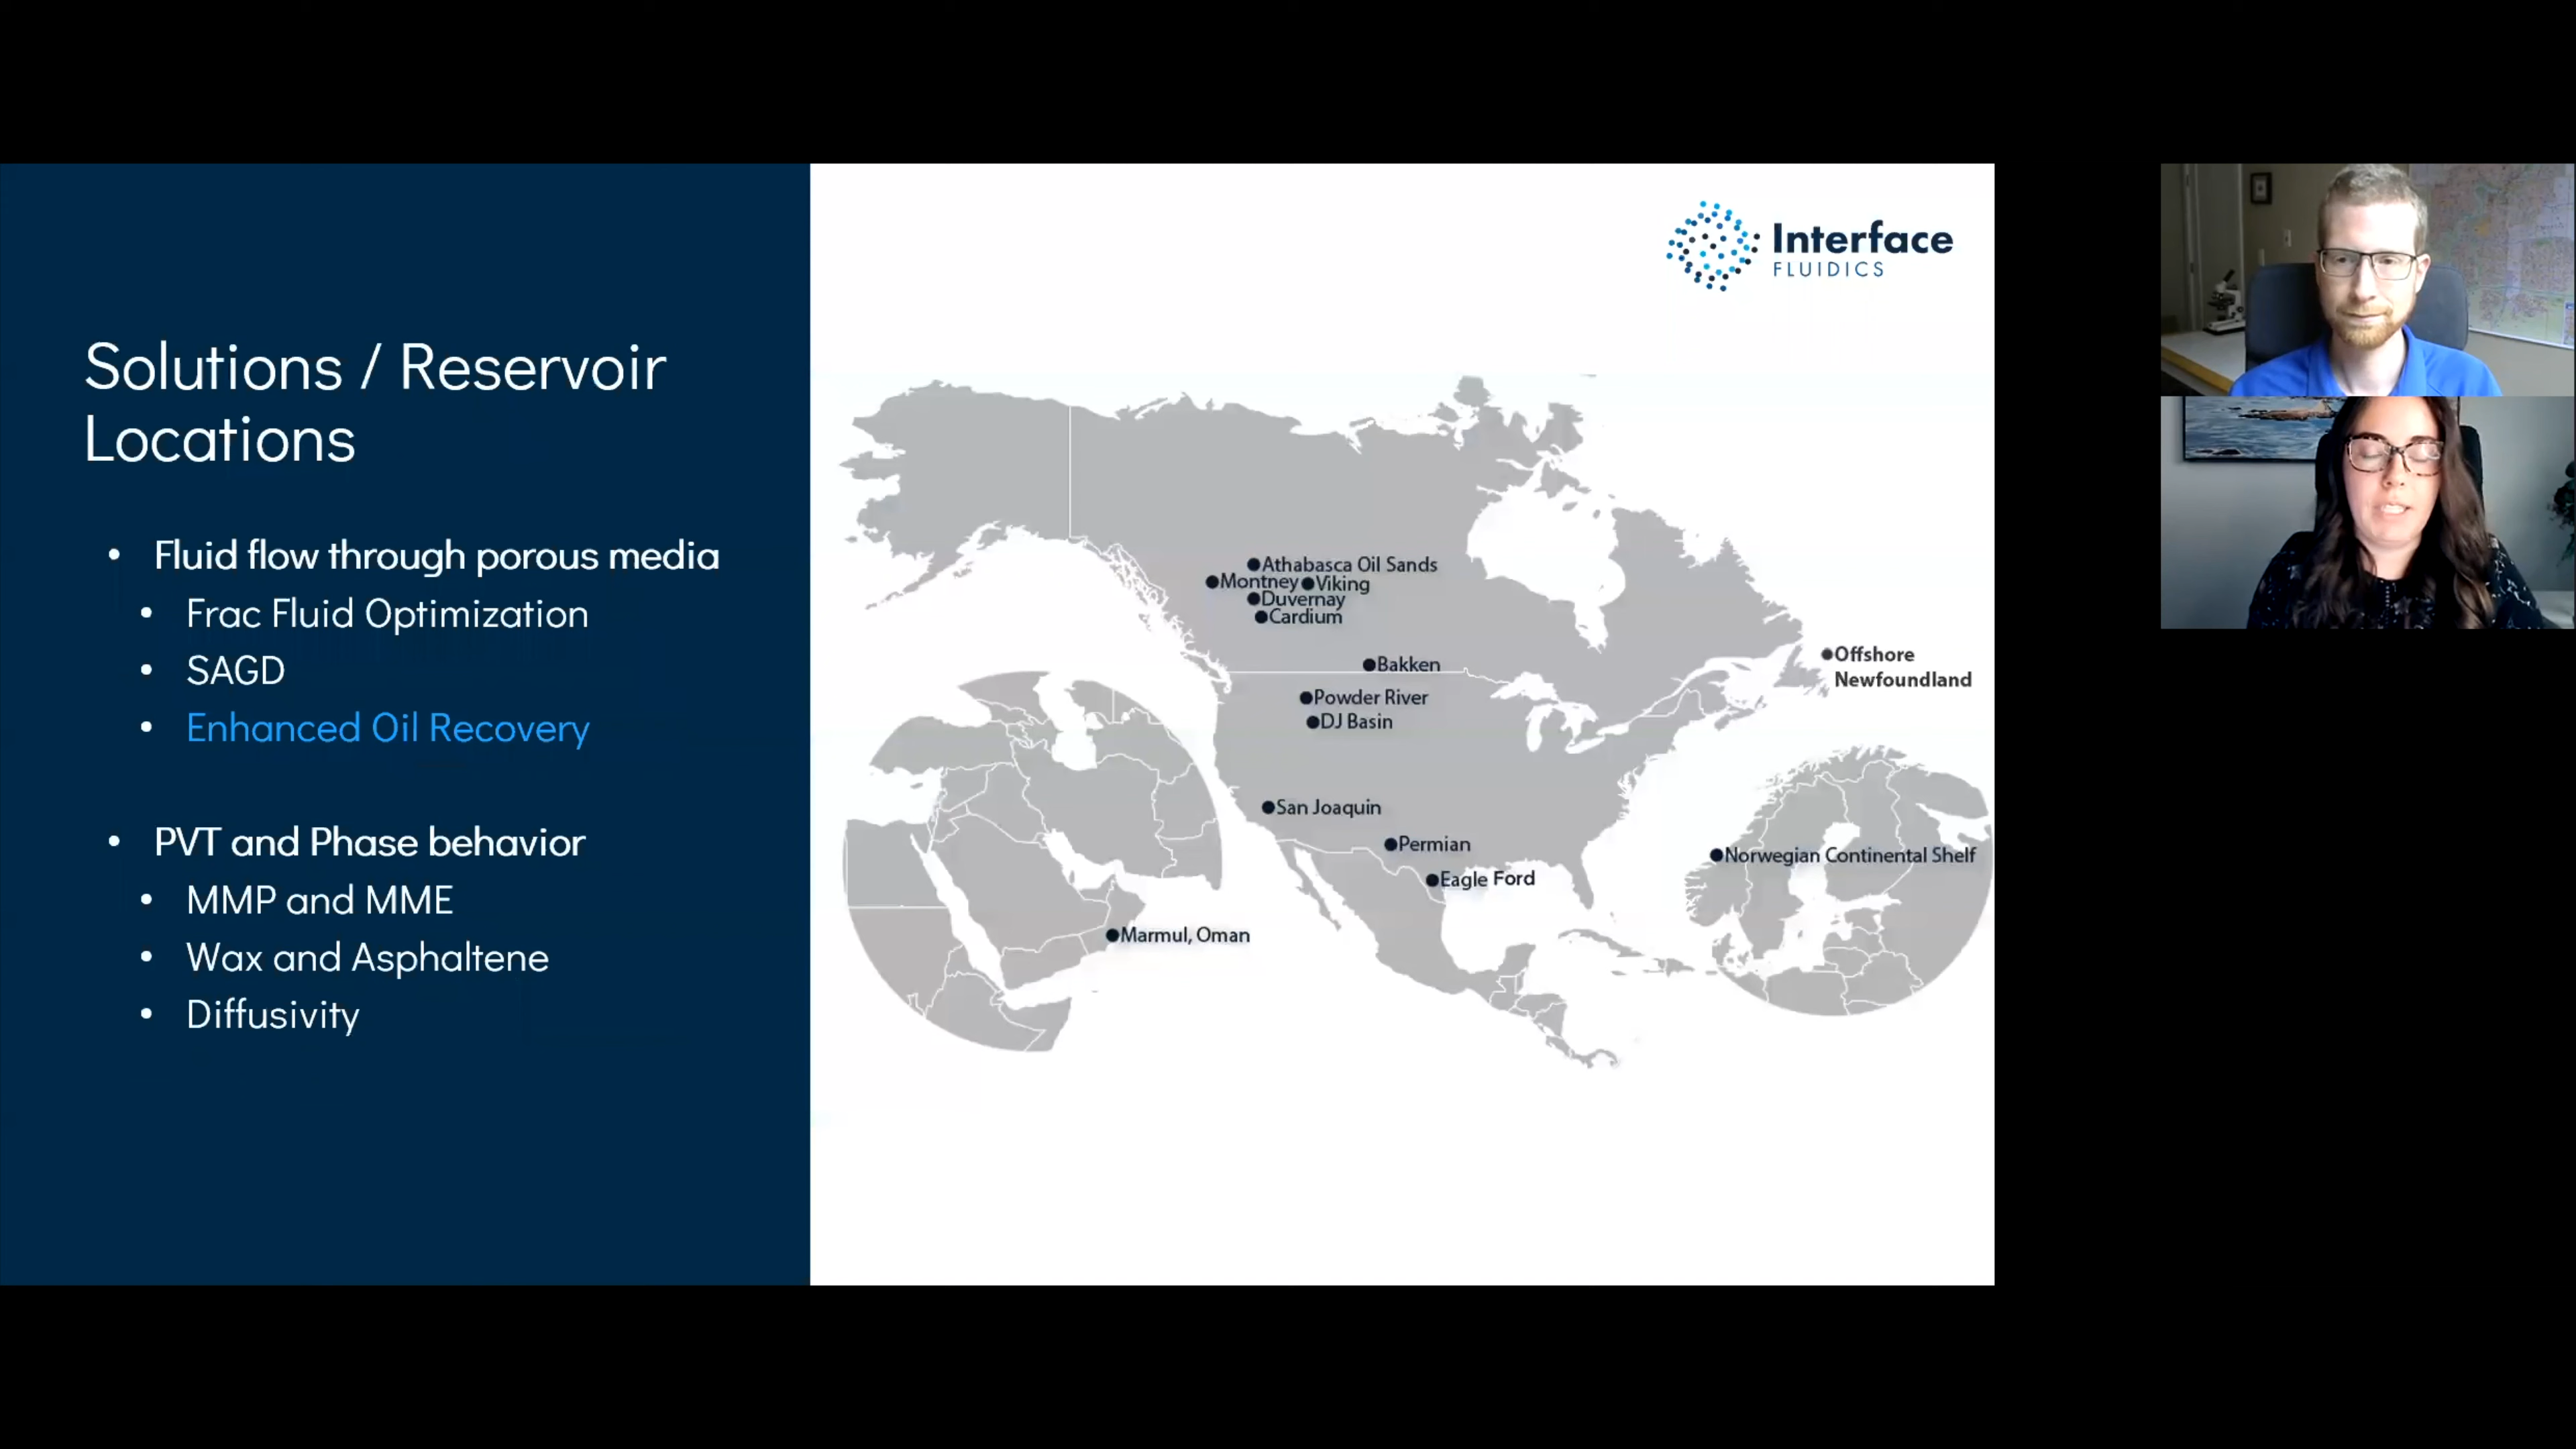 Interface
FLUIDICS
Solutions / Reservoir
Locations
• Fluid flow through porous media
• Frac Fluid Optimization
• SAGD
• Enhanced Oil Recovery
• PVT and Phase behavior
• MMP and MME
• Wax and Asphaltene
• Diffusivity
Athabasca Oil Sands
Montney
Viking
Duvernay
Cardium
Bakken
Offshore
Newfoundland
Powder River
DJ Basin
San Joaquin
Permian
Norwegian Continental Shelf
Eagle Ford
Marmul, Oman